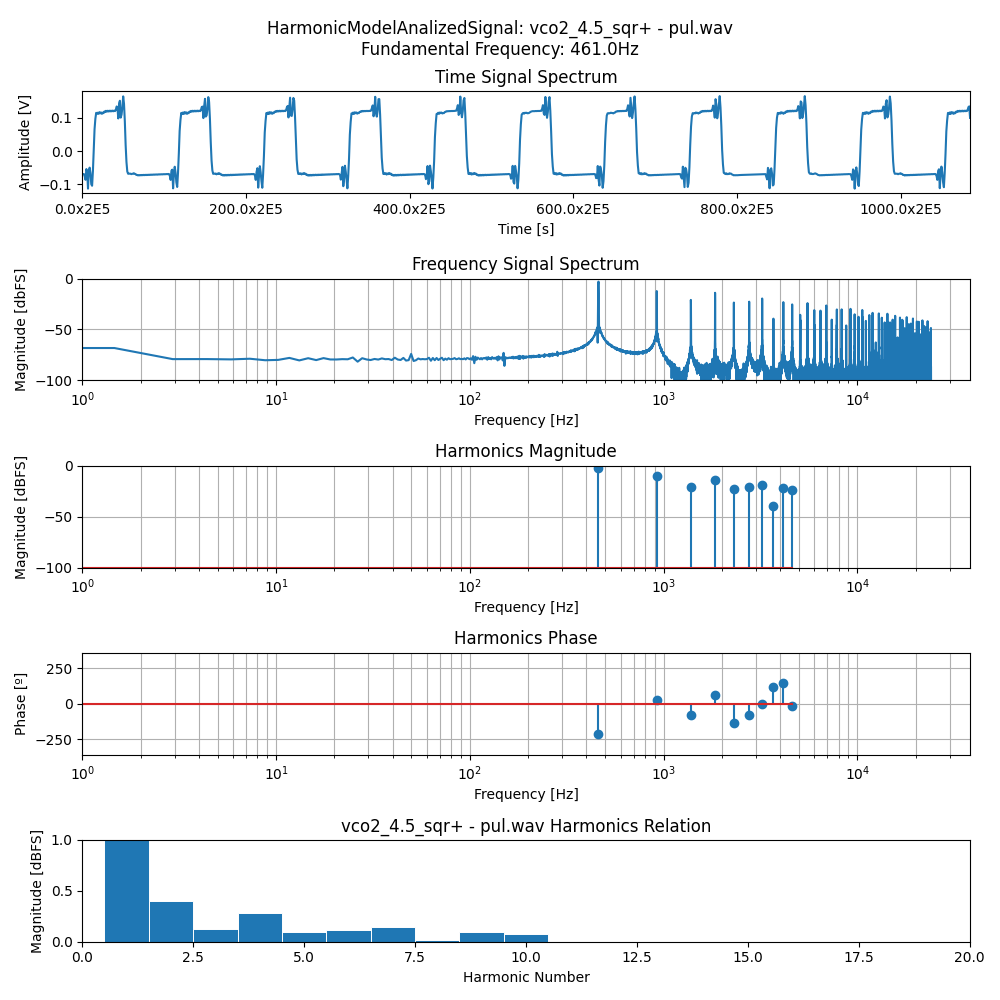 HarmonicModelAnalizedSignal: vco2_4.5_sqr+ - pul.wav
Fundamental Frequency: 461.0Hz
Time Signal Spectrum
Amplitude [V]
0.1
0.0
−0.1
0.0x2E5 200.0x2E5 400.0x2E5 600.0x2E5 800.0x2E5 1000.0x2E5
Time [s]
Frequency Signal Spectrum
Magnitude [dbFS]
0
−50
−100
10^0 10^1 10^2 10^3 10^4
Frequency [Hz]
Harmonics Magnitude
Magnitude [dBFS]
0
−50
−100
10^0 10^1 10^2 10^3 10^4
Frequency [Hz]
Harmonics Phase
Phase [º]
250
0
−250
10^0 10^1 10^2 10^3 10^4
Frequency [Hz]
vco2_4.5_sqr+ - pul.wav Harmonics Relation
Magnitude [dBFS]
1.0
0.5
0.0
0.0 2.5 5.0 7.5 10.0 12.5 15.0 17.5 20.0
Harmonic Number